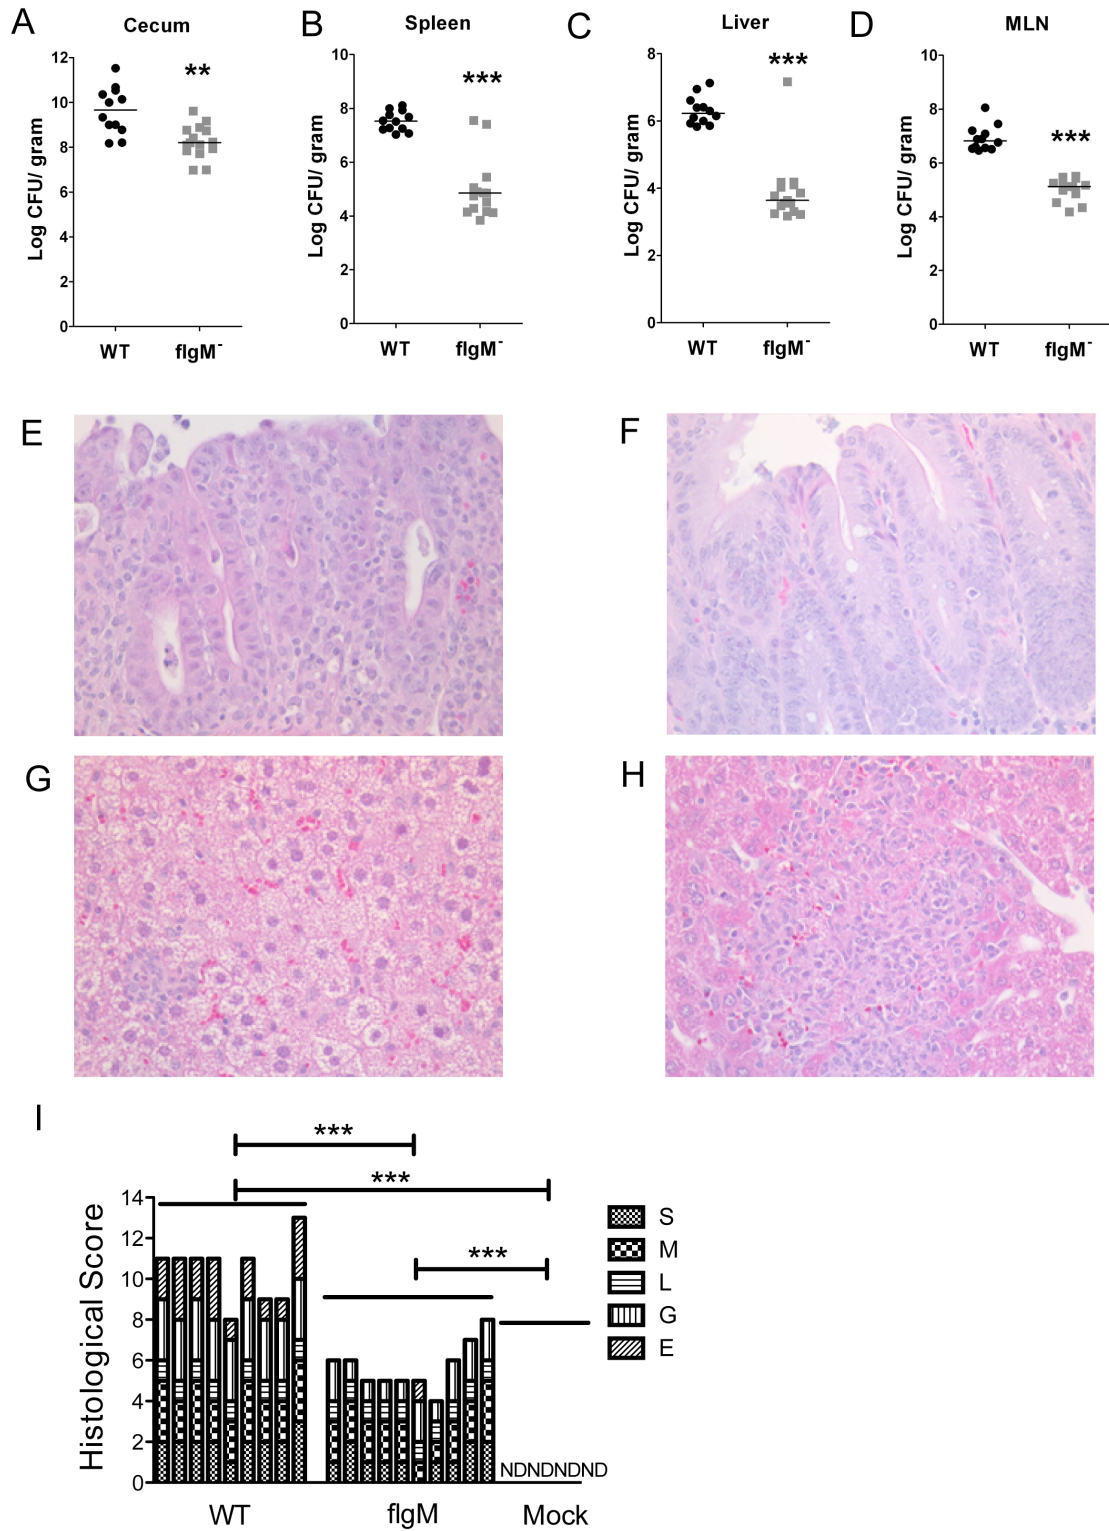 A
Cecum
**
Log CFU/ gram
12
10
8
6
4
2
0
WT
flgM-
B
Spleen
***
Log CFU/ gram
10
8
6
4
2
0
WT
flgM-
C
Liver
***
Log CFU/ gram
8
6
4
2
0
WT
flgM-
D
MLN
***
Log CFU/ gram
10
8
6
4
2
0
WT
flgM-
E
F
G
H
I
***
***
***
Histological Score
14
12
10
8
6
4
2
0
NDNDNDND
WT
flgM
Mock
S
M
L
G
E